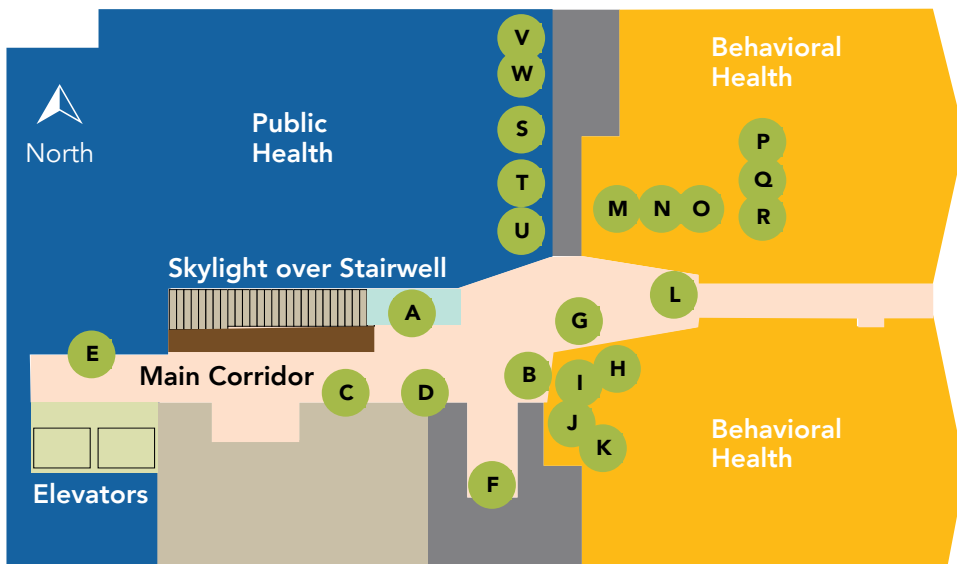 V
Behavioral
Health
W
Public
Health
S
P
North
T
Q
M
N
O
R
U
Skylight over Stairwell
L
A
G
E
Main Corridor
B
H
I
C
D
J
Behavioral
Health
K
F
Elevators